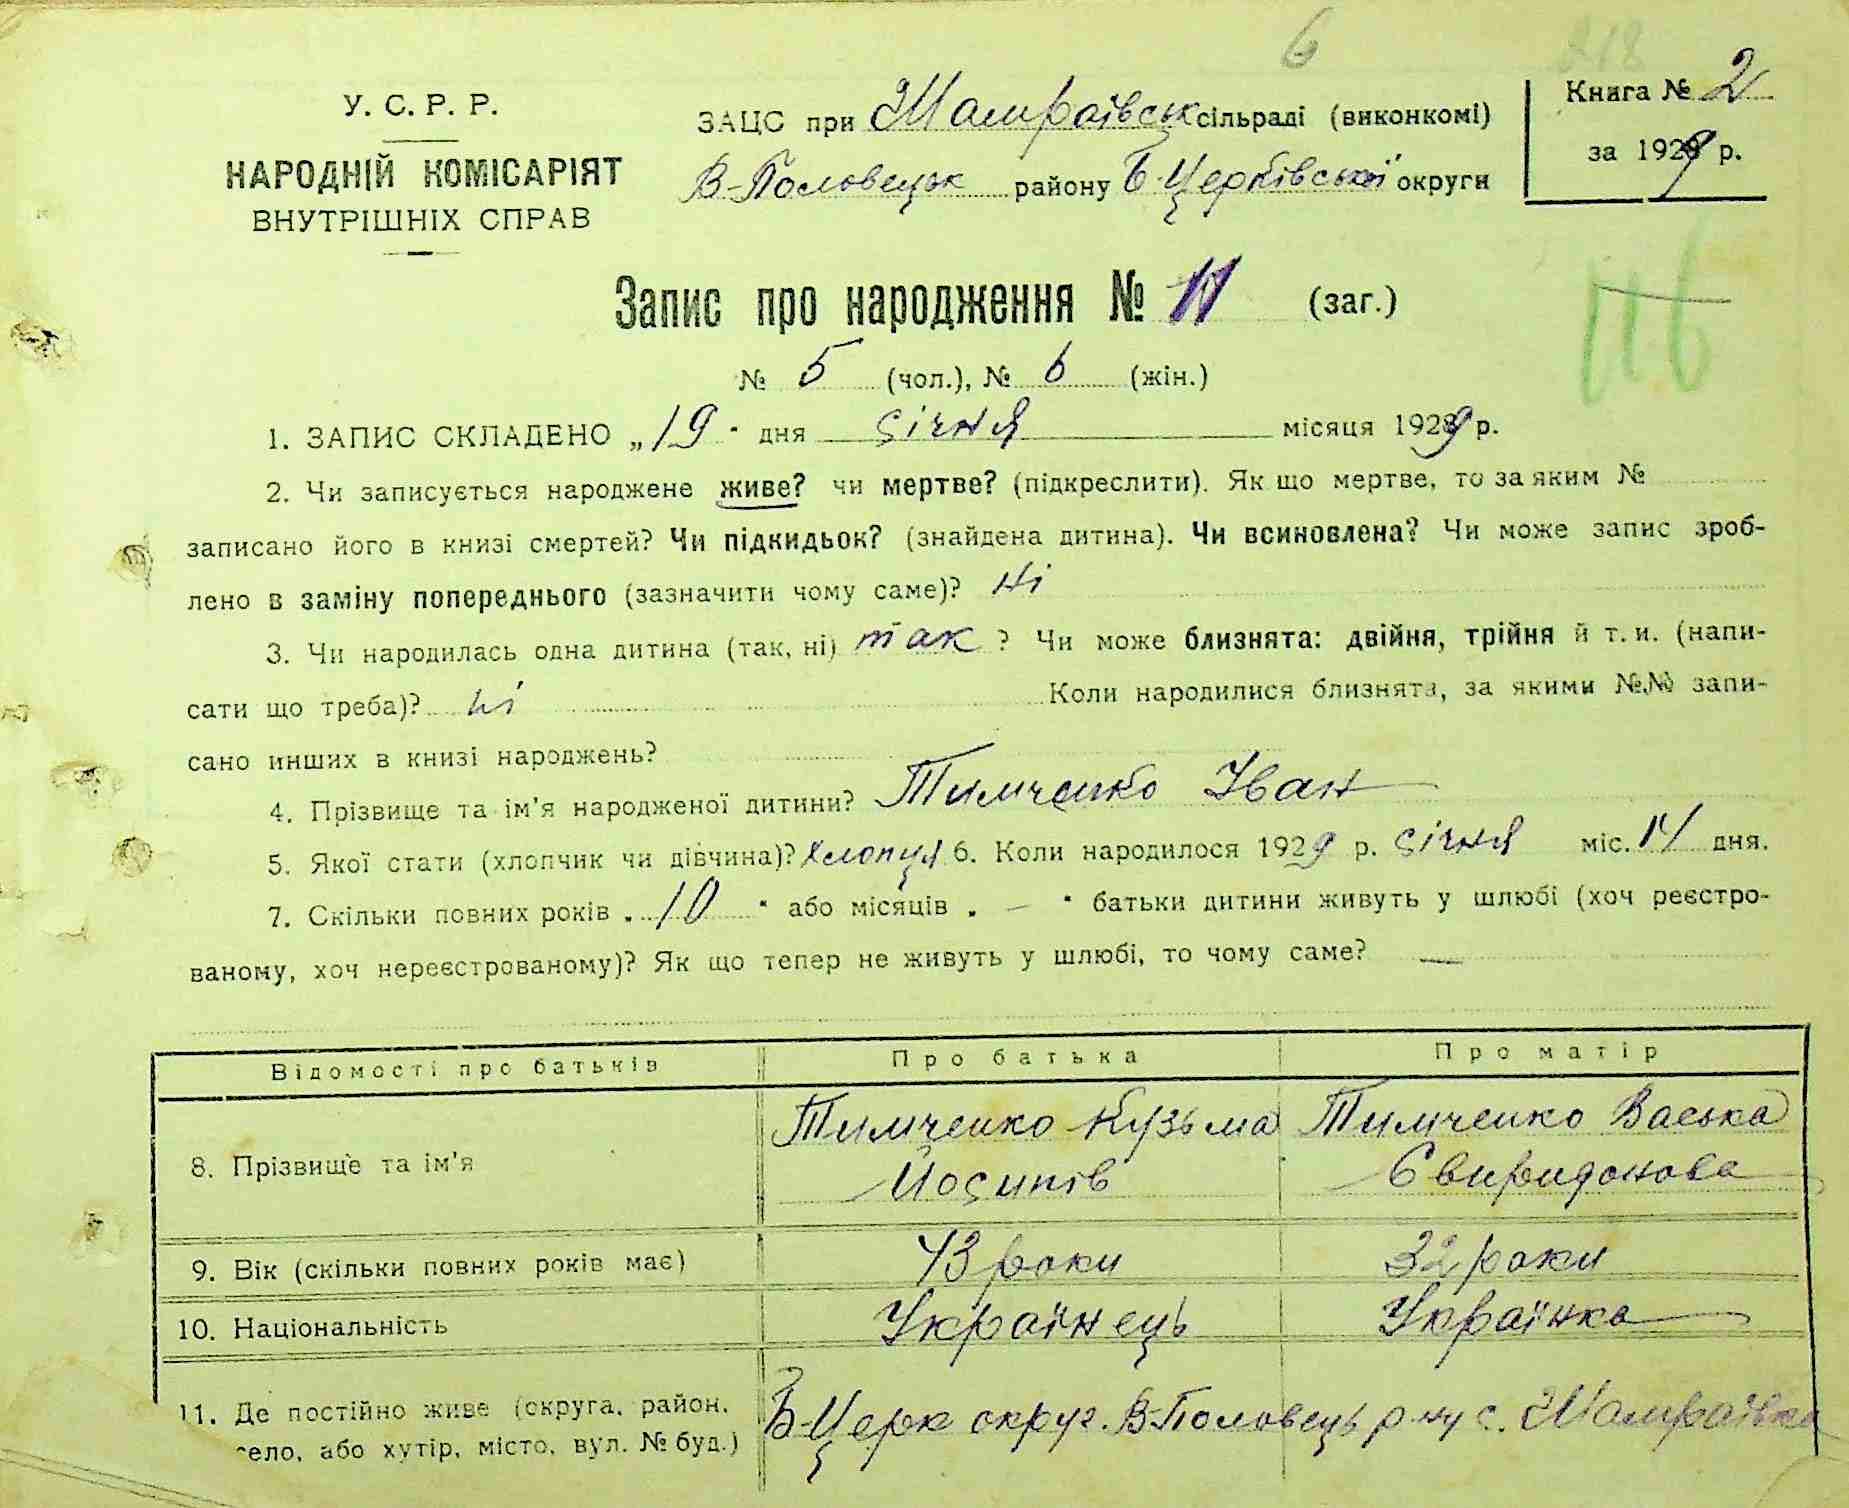 6 218
У. С. Р. Р.
НАРОДНІЙ КОМІСАРІЯТ
ВНУТРІШНІХ СПРАВ
ЗАЦС при Шамраївськ сільраді (виконкомі)
В-Половецьк району Б-Церківської округи
Книга № 2
за 1929 р.
Запис про народження № 11 (заг.)
№ 5 (чол.), № 6 (жін.)
1. ЗАПИС СКЛАДЕНО „19" дня січня місяця 1929 р.
2. Чи записується народжене живе? чи мертве? (підкреслити). Як що мертве, то за яким №
записано його в книзі смертей? Чи підкидьок? (знайдена дитина). Чи всиновлена? Чи може запис зроб-
лено в заміну попереднього (зазначити чому саме)? ні
3. Чи народилась одна дитина (так, ні) так ? Чи може близнята: двійня, трійня й т. и. (напи-
сати що треба)? ні Коли народилися близнята, за якими №№ запи-
сано инших в книзі народжень?
4. Прізвище та ім'я народженої дитини? Тимченко Іван
5. Якої стати (хлопчик чи дівчина)? хлопця 6. Коли народилося 1929 р. січня міс. 14 дня.
7. Скільки повних років „10" або місяців „—" батьки дитини живуть у шлюбі (хоч реєстро-
ваному, хоч нереєстрованому)? Як що тепер не живуть у шлюбі, то чому саме? —
Відомості про батьків Про батька Про матір
8. Прізвище та ім'я Тимченко Кузьма Йосипів Тимченко Васька Свиридонова
9. Вік (скільки повних років має) 43 роки 32 роки
10. Національність Українець Українка
11. Де постійно живе (округа, район,
село, або хутір, місто, вул. № буд.) Б-Церк округ. В-Половець р-ну с. Шамраївка